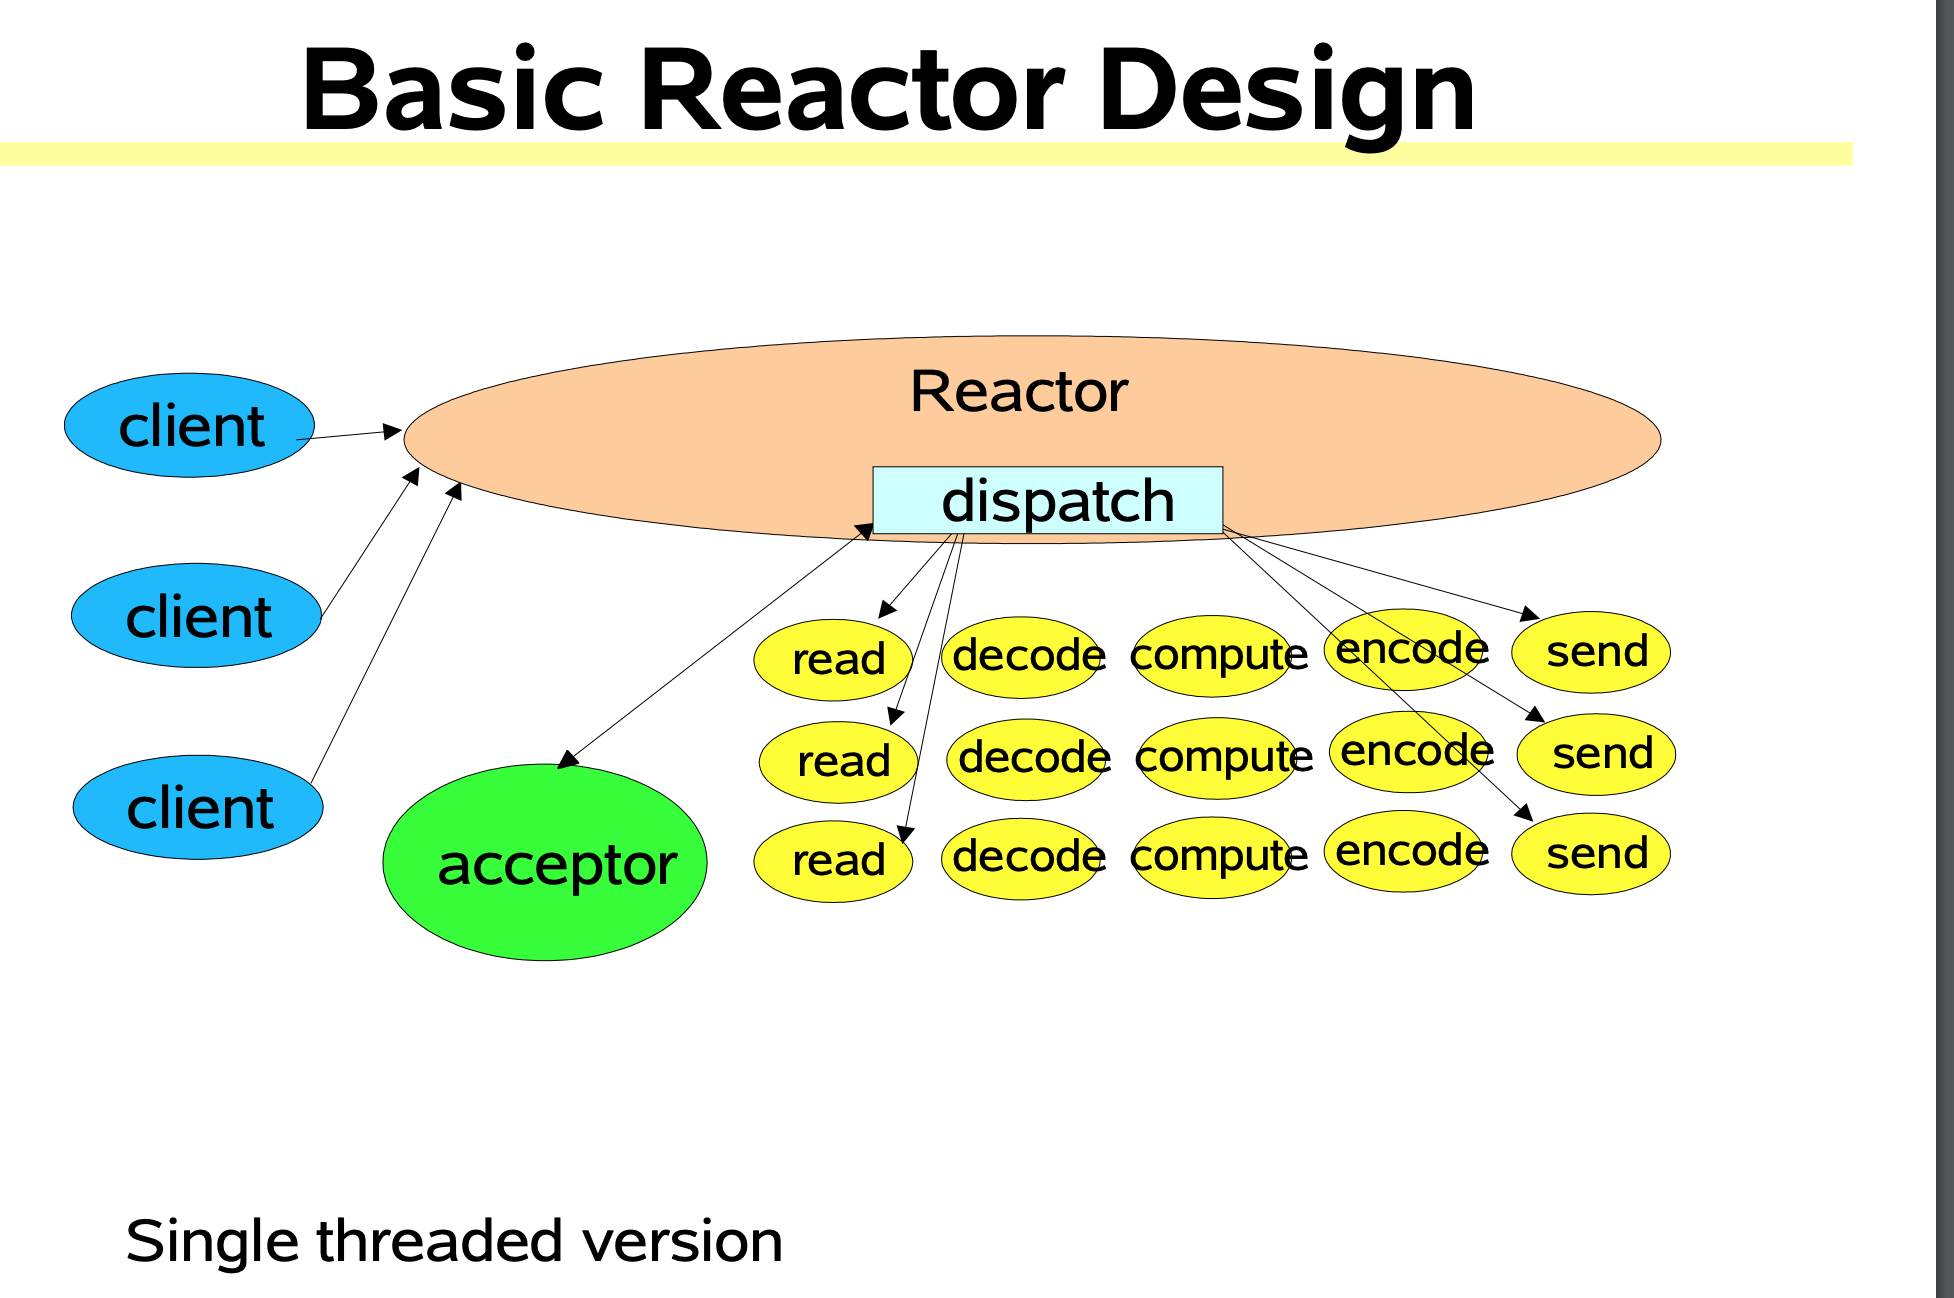 Basic Reactor Design
Reactor
client
dispatch
client
read decode compute encode send
read decode compute encode send
client
acceptor
read decode compute encode send
Single threaded version